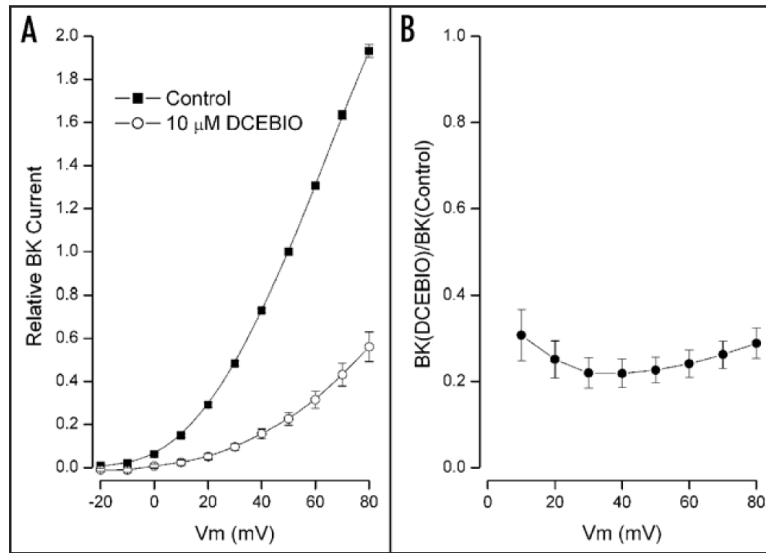 A
B
2.0
1.8
1.6
1.4
1.2
1.0
0.8
0.6
0.4
0.2
0.0
Relative BK Current
Control
10 μM DCEBIO
-20 0 20 40 60 80
Vm (mV)
1.0
0.8
0.6
0.4
0.2
0.0
BK(DCEBIO)/BK(Control)
0 20 40 60 80
Vm (mV)